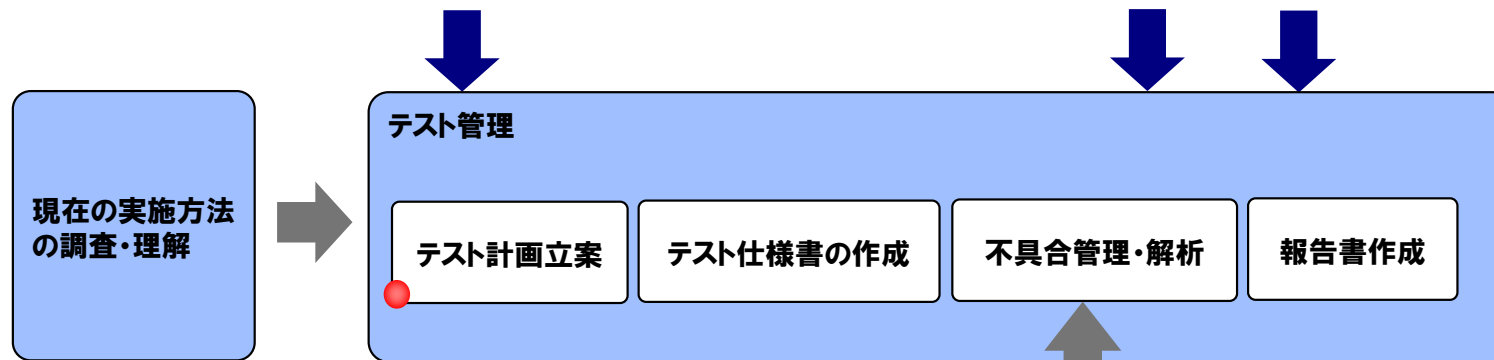 テスト管理
現在の実施方法
の調査・理解
テスト計画立案
テスト仕様書の作成
不具合管理・解析
報告書作成